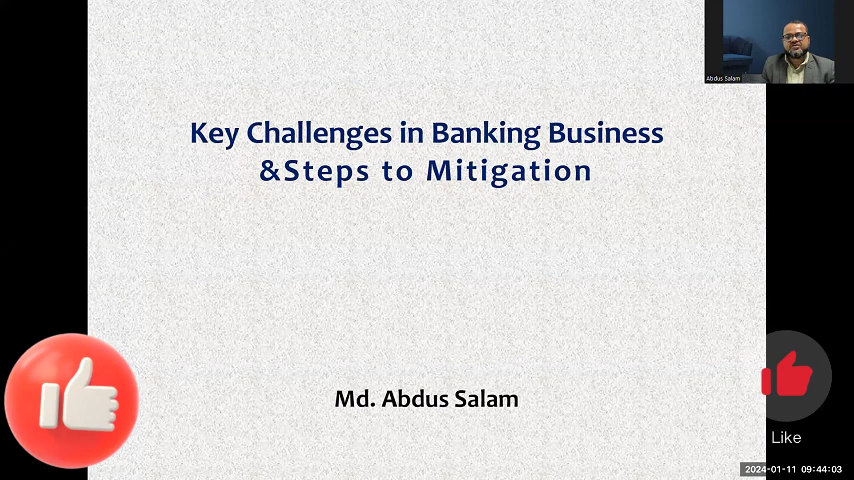 Abdus Salam
Key Challenges in Banking Business
&Steps to Mitigation
Md. Abdus Salam
Like
2024-01-11 09:44:03